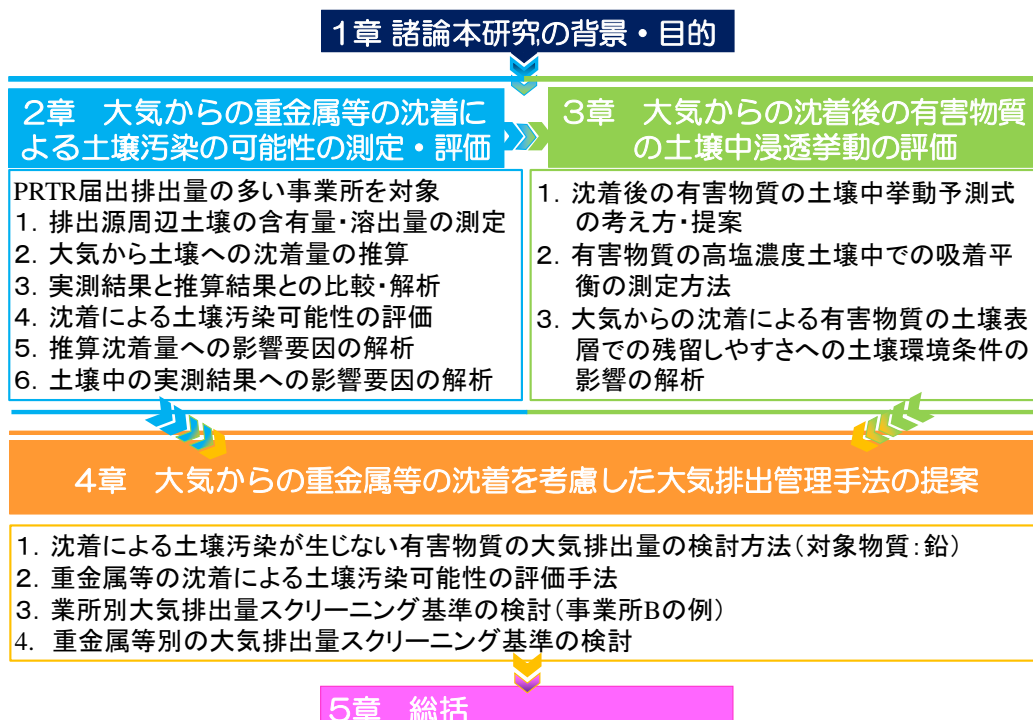 1章 諸論本研究の背景・目的
2章　大気からの重金属等の沈着に
よる土壌汚染の可能性の測定・評価
PRTR届出排出量の多い事業所を対象
1．排出源周辺土壌の含有量・溶出量の測定
2．大気から土壌への沈着量の推算
3．実測結果と推算結果との比較・解析
4．沈着による土壌汚染可能性の評価
5．推算沈着量への影響要因の解析
6．土壌中の実測結果への影響要因の解析
3章　大気からの沈着後の有害物質
の土壌中浸透挙動の評価
1．沈着後の有害物質の土壌中挙動予測式
の考え方・提案
2．有害物質の高塩濃度土壌中での吸着平
衡の測定方法
3．大気からの沈着による有害物質の土壌表
層での残留しやすさへの土壌環境条件の
影響の解析
4章　大気からの重金属等の沈着を考慮した大気排出管理手法の提案
1．沈着による土壌汚染が生じない有害物質の大気排出量の検討方法（対象物質：鉛）
2．重金属等の沈着による土壌汚染可能性の評価手法
3．業所別大気排出量スクリーニング基準の検討（事業所Bの例）
4.　重金属等別の大気排出量スクリーニング基準の検討
5章　総括